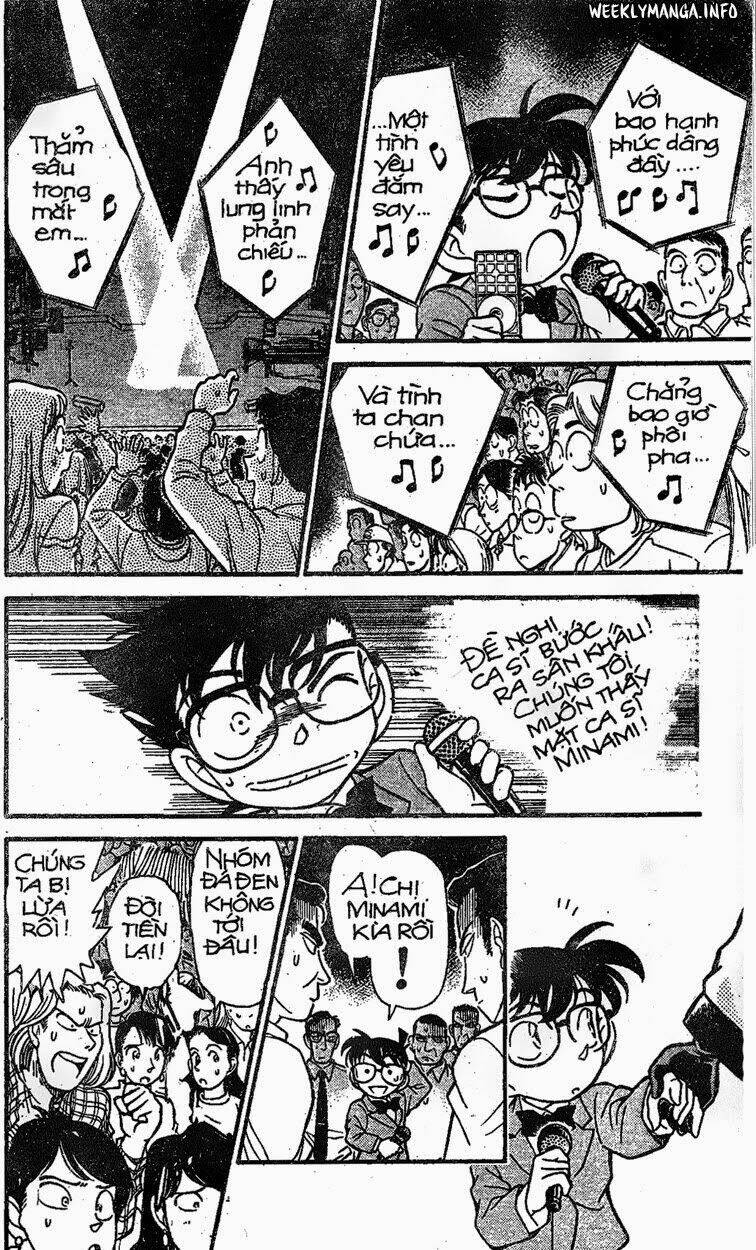 WEEKLYMANGA.INFO
Với
bao hạnh
phúc dâng
đầy....
...Một
tình
yêu
đắm
say...
Anh
thấy
lung linh
phản
chiếu...
Thẳm
sâu
trong
mắt
em...
Chẳng
bao giờ
phôi
pha...
Và tình
ta chan
chứa...
ĐỀ NGHỊ
CA SĨ BƯỚC
RA SÂN KHẤU!
CHÚNG TÔI
MUỐN THẤY
MẶT CA SĨ
MINAMI!
A! CHỊ
MINAMI
KÌA RỒI
!
NHÓM
ĐÁ ĐEN
KHÔNG
TỚI
ĐÂU!
ĐÒI
TIỀN
LẠI!
CHÚNG
TA BỊ
LỪA
RỒI!